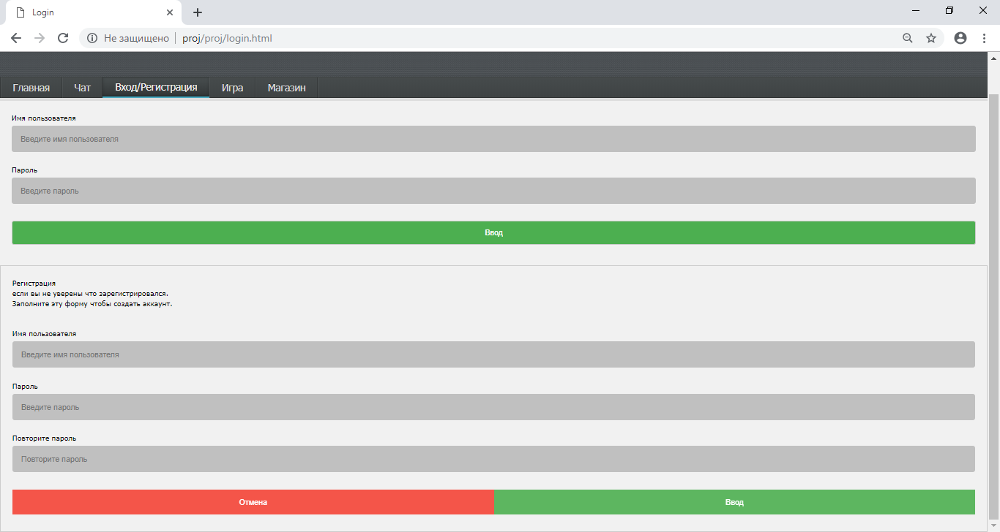 Login
Не защищено | proj/proj/login.html
Главная Чат Вход/Регистрация Игра Магазин
Имя пользователя
Введите имя пользователя
Пароль
Введите пароль
Ввод
Регистрация
если вы не уверены что зарегистрировался.
Заполните эту форму чтобы создать аккаунт.
Имя пользователя
Введите имя пользователя
Пароль
Введите пароль
Повторите пароль
Повторите пароль
Отмена Ввод